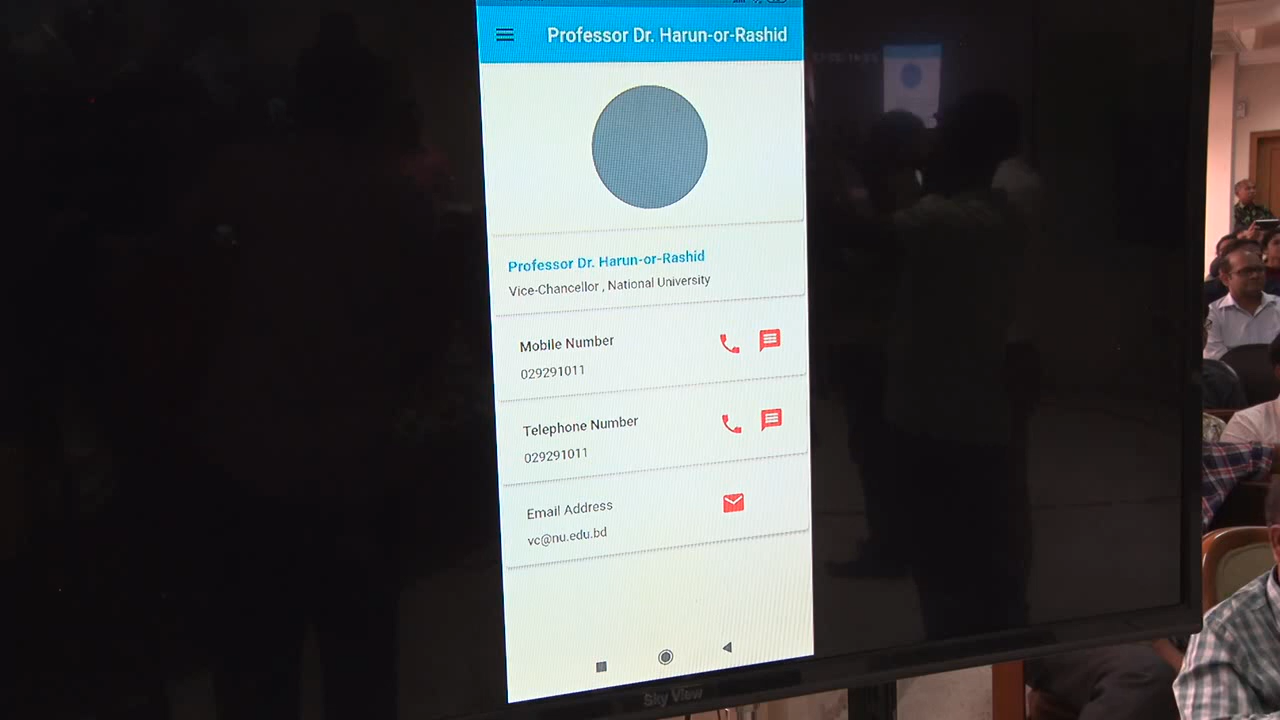 Professor Dr. Harun-or-Rashid
Professor Dr. Harun-or-Rashid
Vice-Chancellor , National University
Mobile Number
029291011
Telephone Number
029291011
Email Address
vc@nu.edu.bd
Sky View